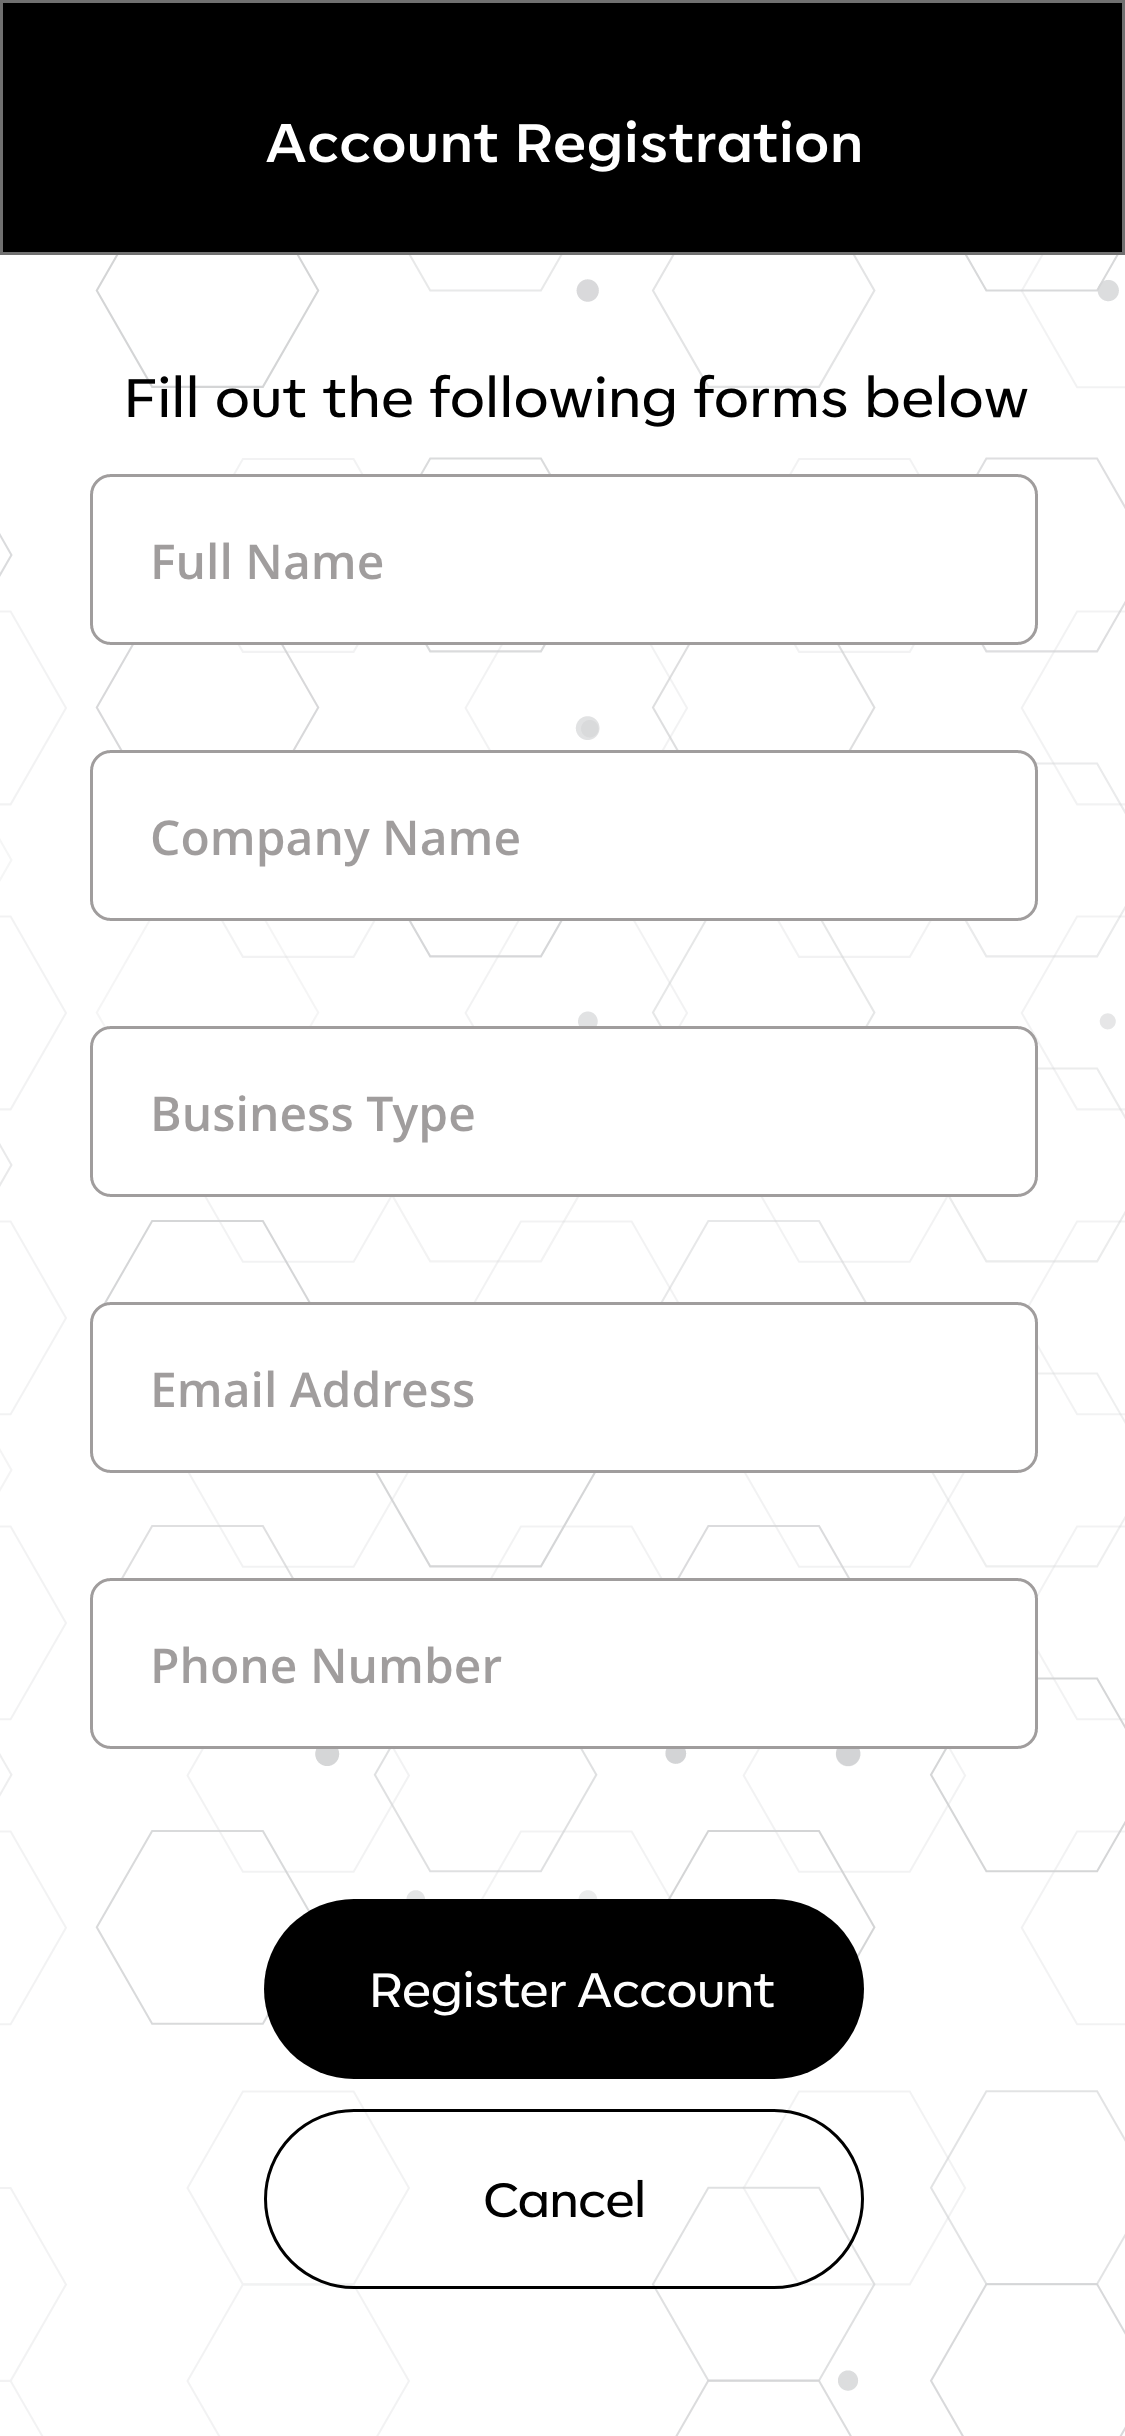 Account Registration
Fill out the following forms below
Full Name
Company Name
Business Type
Email Address
Phone Number
Register Account
Cancel